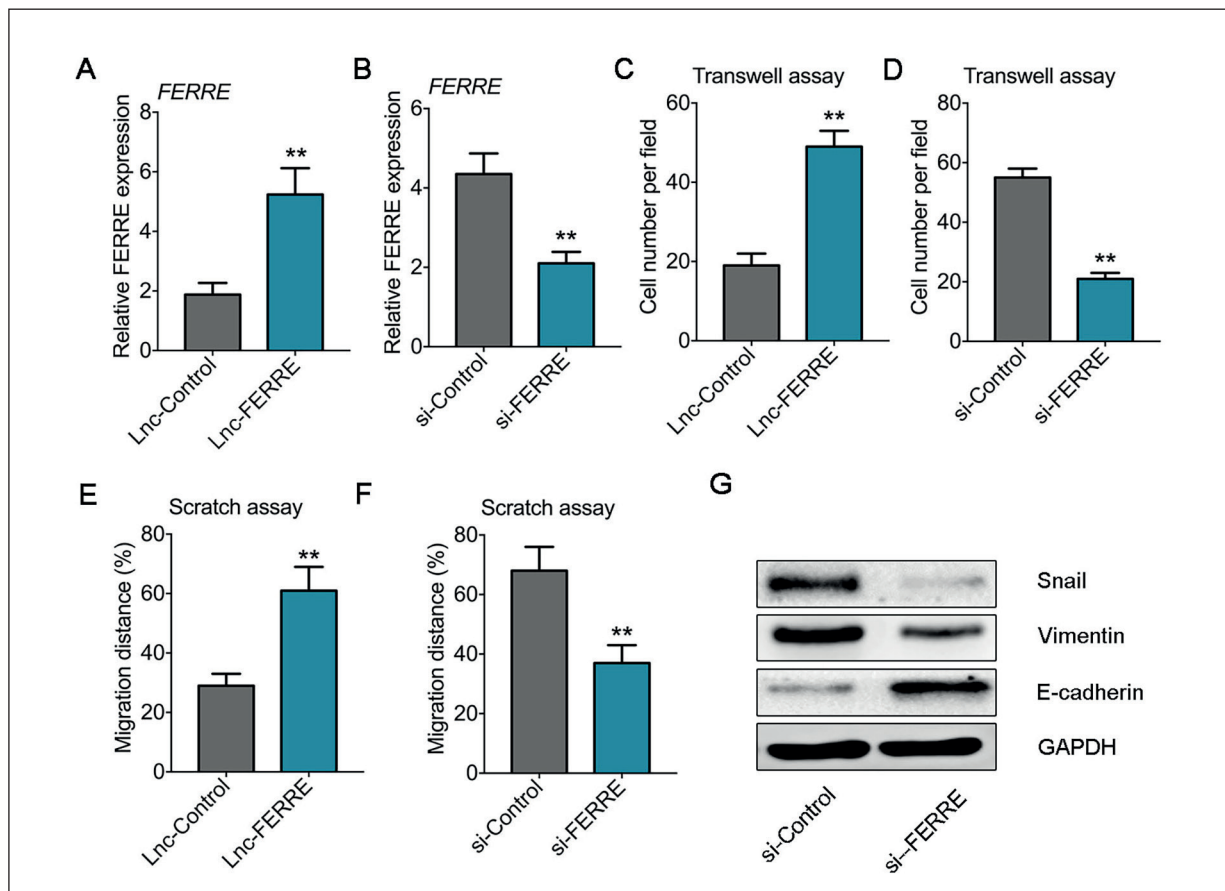 A
FERRE
Relative FERRE expression
8
6
4
2
0
**
Lnc-Control
Lnc-FERRE
B
FERRE
Relative FERRE expression
6
4
2
0
**
si-Control
si-FERRE
C
Transwell assay
Cell number per field
60
40
20
0
**
Lnc-Control
Lnc-FERRE
D
Transwell assay
Cell number per field
80
60
40
20
0
**
si-Control
si-FERRE
E
Scratch assay
Migration distance (%)
80
60
40
20
0
**
Lnc-Control
Lnc-FERRE
F
Scratch assay
Migration distance (%)
80
60
40
20
0
**
si-Control
si-FERRE
G
Snail
Vimentin
E-cadherin
GAPDH
si-Control
si--FERRE